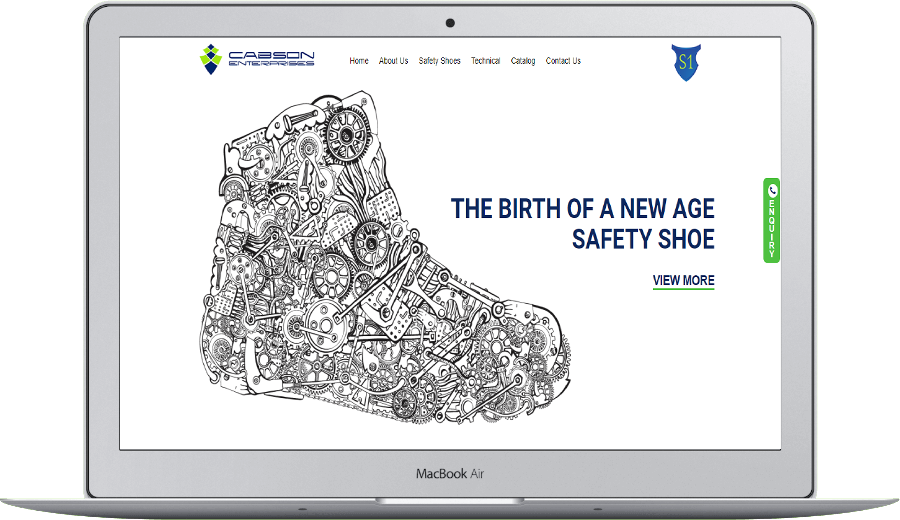 CABSON
ENTERPRISES
Home About Us Safety Shoes Technical Catalog Contact Us
S1
THE BIRTH OF A NEW AGE
SAFETY SHOE
VIEW MORE
ENQUIRY
MacBook Air